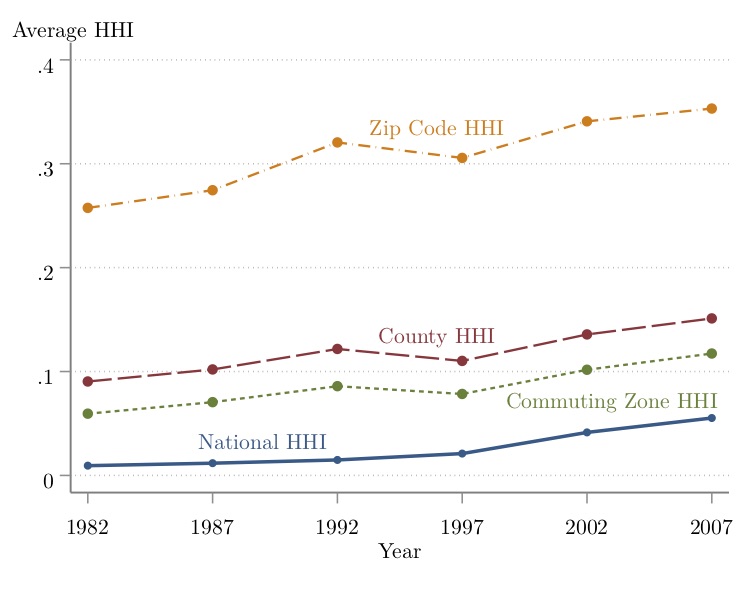 Average HHI
.4
Zip Code HHI
.3
.2
County HHI
.1
Commuting Zone HHI
National HHI
0
1982 1987 1992 1997 2002 2007
Year